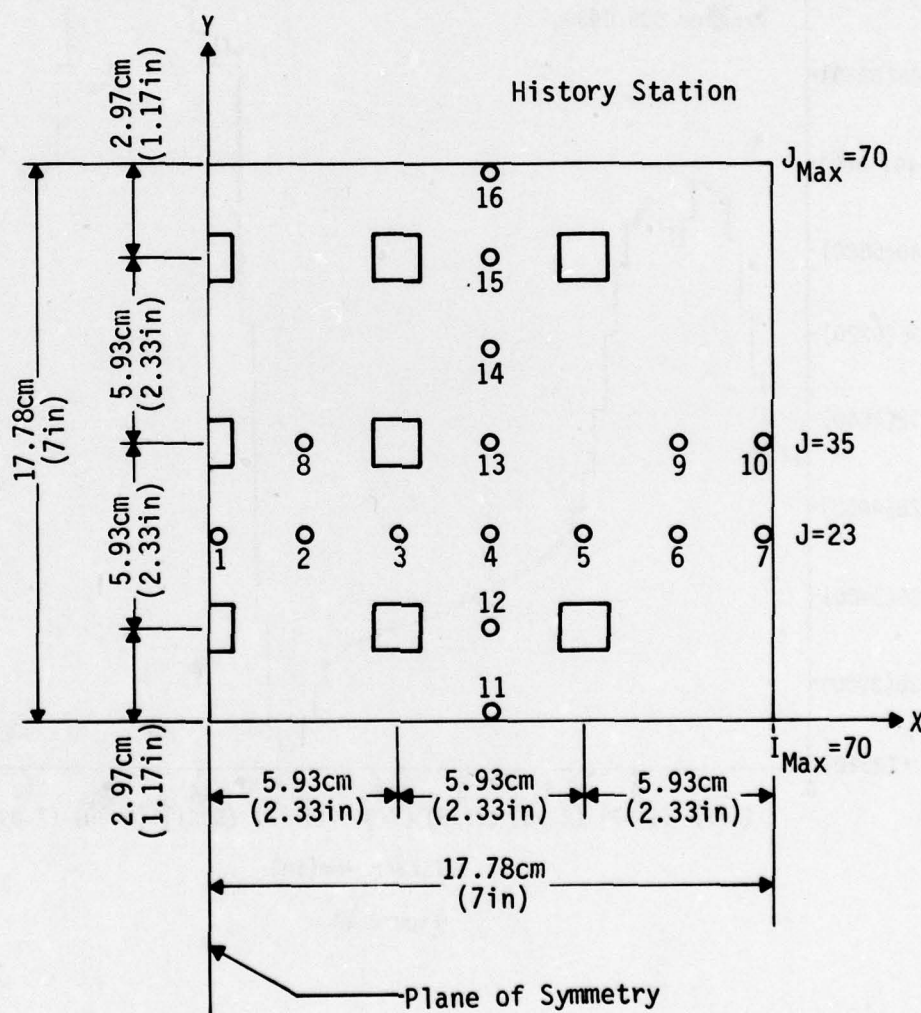 Y
History Station
2.97cm
(1.17in)
J Max=70
16
15
5.93cm
(2.33in)
14
17.78cm
(7in)
8
13
9
10
J=35
5.93cm
(2.33in)
1
2
3
4
5
6
7
J=23
12
11
X
2.97cm
(1.17in)
I Max=70
5.93cm
(2.33in)
5.93cm
(2.33in)
5.93cm
(2.33in)
17.78cm
(7in)
Plane of Symmetry